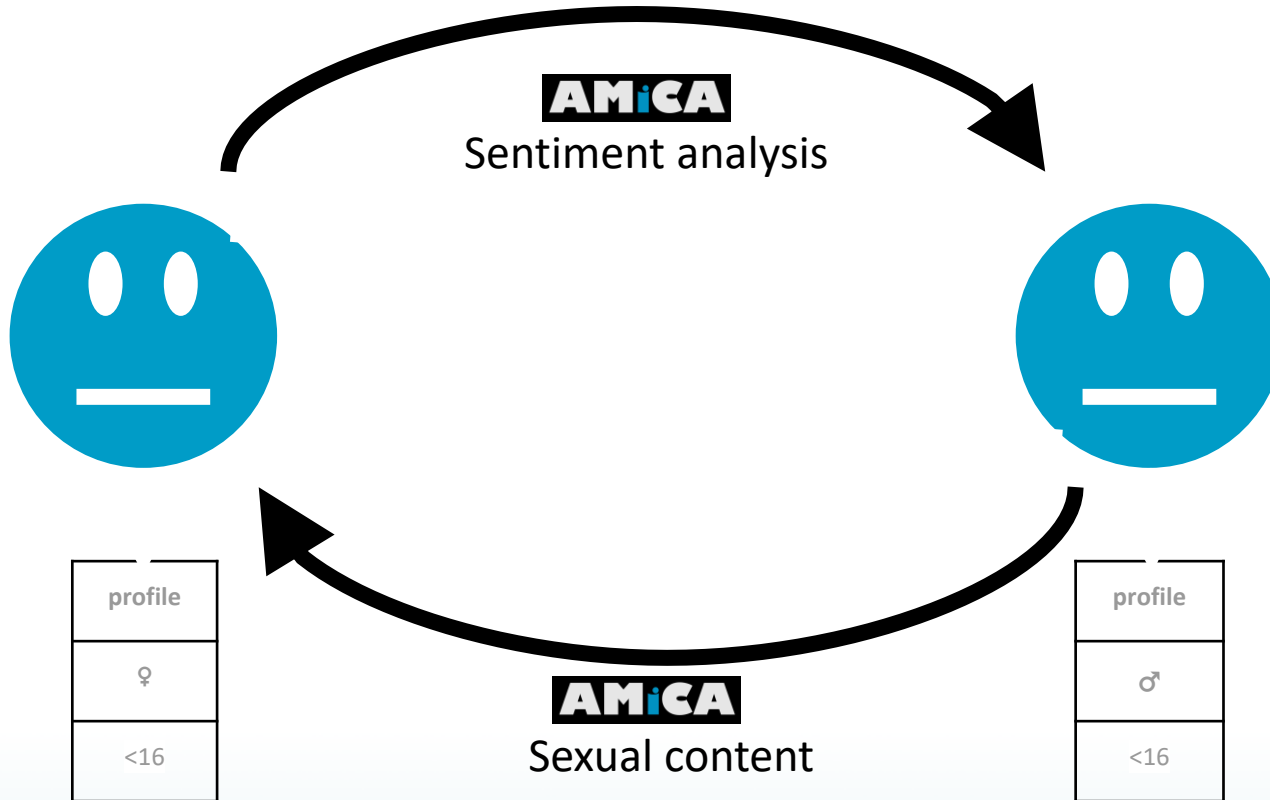 AMiCA
Sentiment analysis
profile
♀
<16
profile
♂
<16
AMiCA
Sexual content